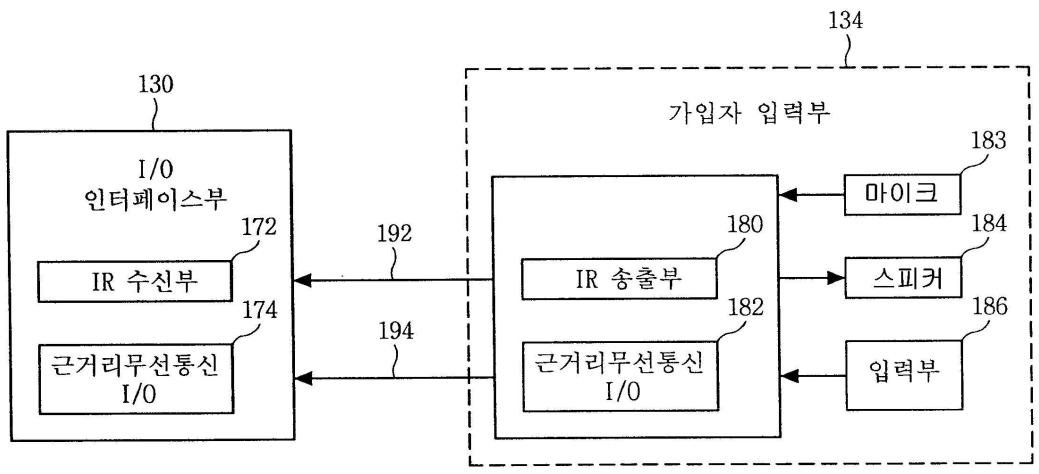 134
130
가입자 입력부
I/O
인터페이스부
183
마이크
172
192
180
184
IR 수신부
IR 송출부
스피커
174
194
182
186
근거리무선통신
I/O
근거리무선통신
I/O
입력부